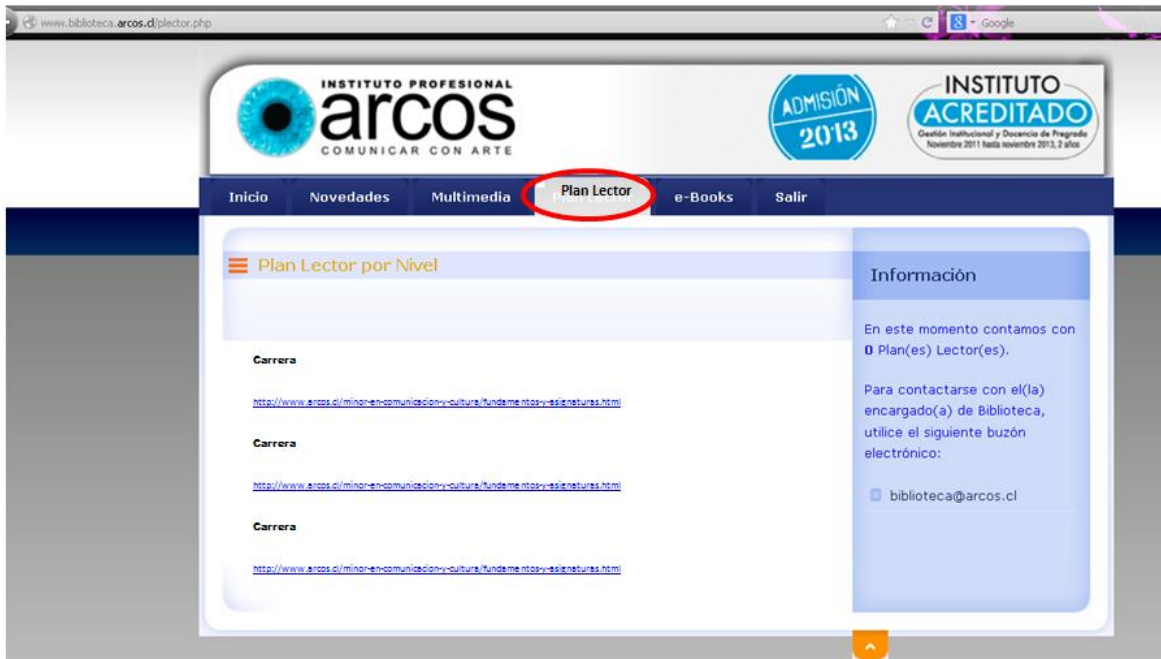 www.biblioteca.arcos.cl/plector.php
Google
INSTITUTO PROFESIONAL
arcos
COMUNICAR CON ARTE
ADMISIÓN
2013
INSTITUTO
ACREDITADO
Gestión Institucional y Docencia de Pregrado
Noviembre 2011 hasta noviembre 2013, 2 años
Inicio Novedades Multimedia Plan Lector e-Books Salir
Plan Lector por Nivel
Carrera
http://www.arcos.cl/minor-en-comunicacion-y-cultura/fundamentos-y-asignaturas.html
Carrera
http://www.arcos.cl/minor-en-comunicacion-y-cultura/fundamentos-y-asignaturas.html
Carrera
http://www.arcos.cl/minor-en-comunicacion-y-cultura/fundamentos-y-asignaturas.html
Información
En este momento contamos con
0 Plan(es) Lector(es).
Para contactarse con el(la)
encargado(a) de Biblioteca,
utilice el siguiente buzón
electrónico:
biblioteca@arcos.cl